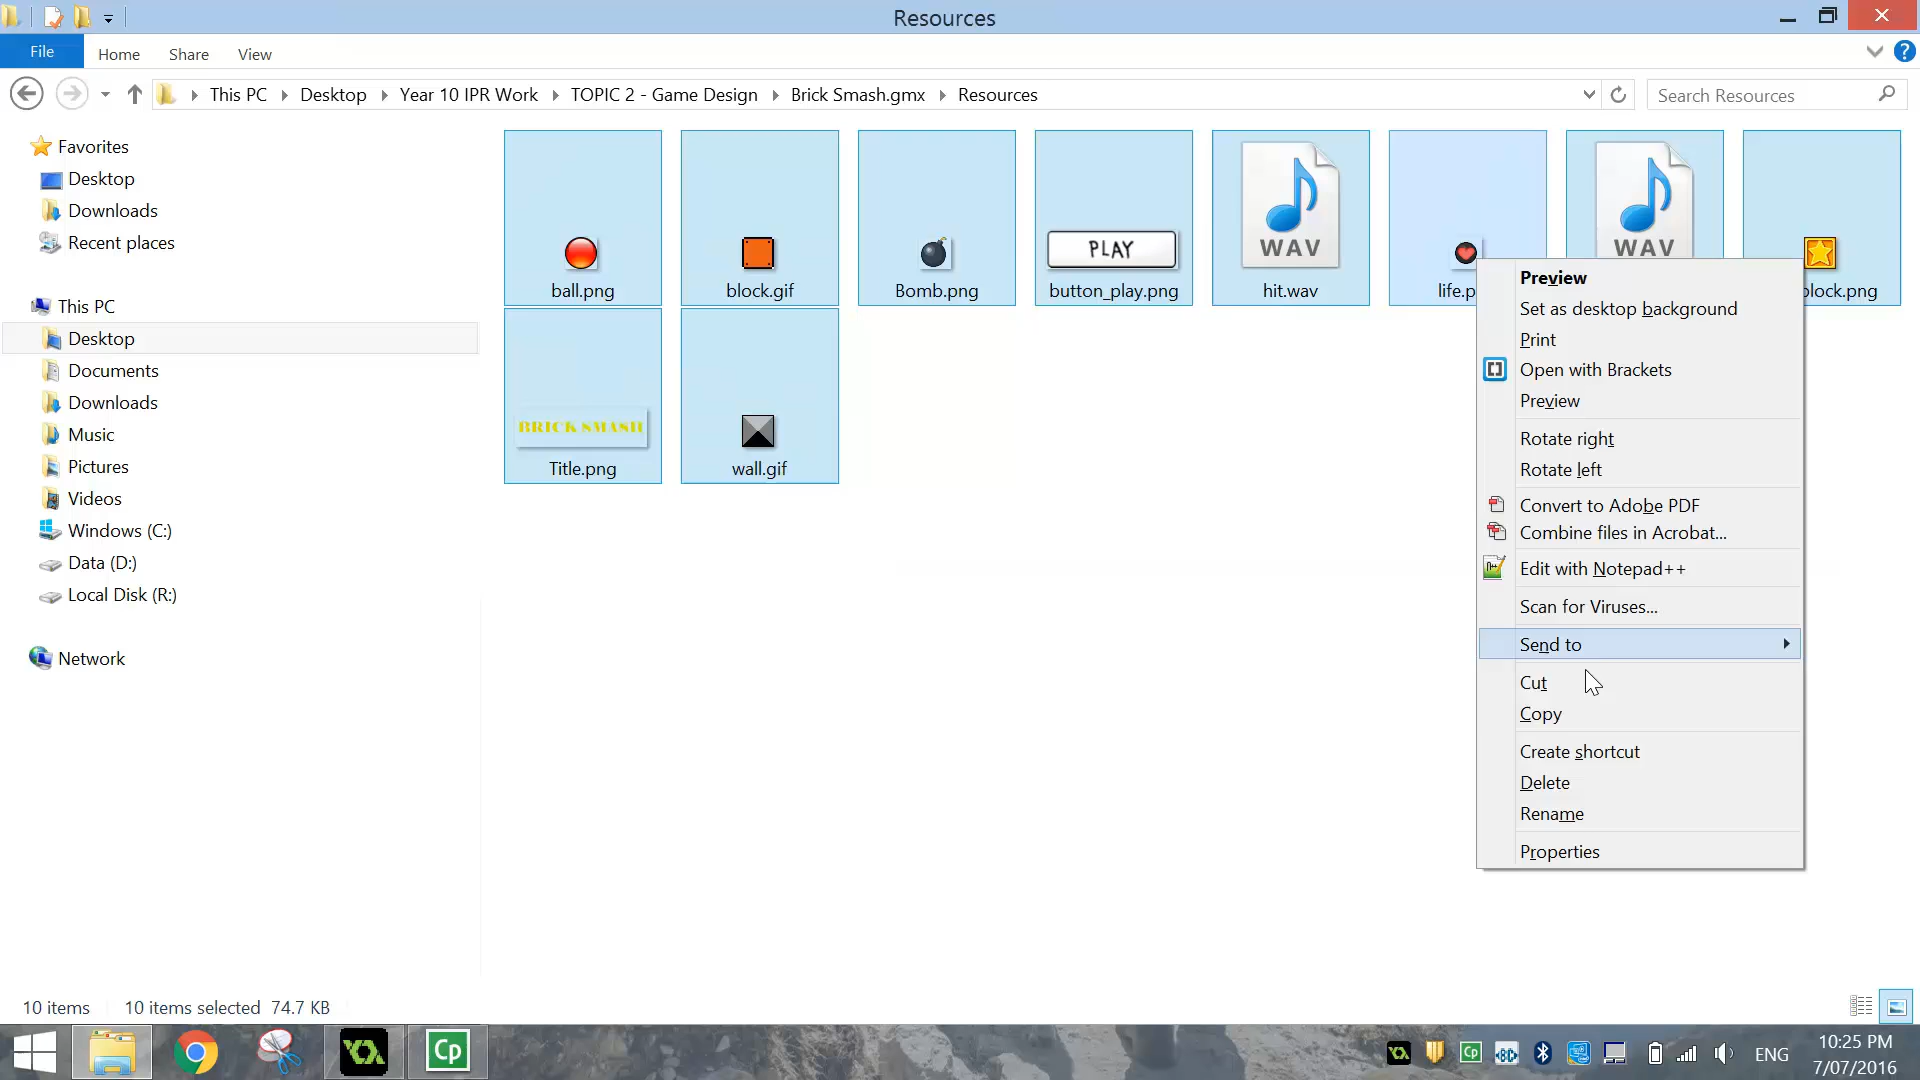 Resources
File
Home
Share
View
This PC
Desktop
Year 10 IPR Work
TOPIC 2 - Game Design
Brick Smash.gmx
Resources
Search Resources
Favorites
Desktop
Downloads
Recent places
This PC
Desktop
Documents
Downloads
Music
Pictures
Videos
Windows (C:)
Data (D:)
Local Disk (R:)
Network
PLAY
WAV
WAV
ball.png
block.gif
Bomb.png
button_play.png
hit.wav
life.p
block.png
BRICK SMASH
Title.png
wall.gif
Preview
Set as desktop background
Print
Open with Brackets
Preview
Rotate right
Rotate left
Convert to Adobe PDF
Combine files in Acrobat...
Edit with Notepad++
Scan for Viruses...
Send to
Cut
Copy
Create shortcut
Delete
Rename
Properties
10 items
10 items selected 74.7 KB
Cp
Cp
ENG
10:25 PM
7/07/2016